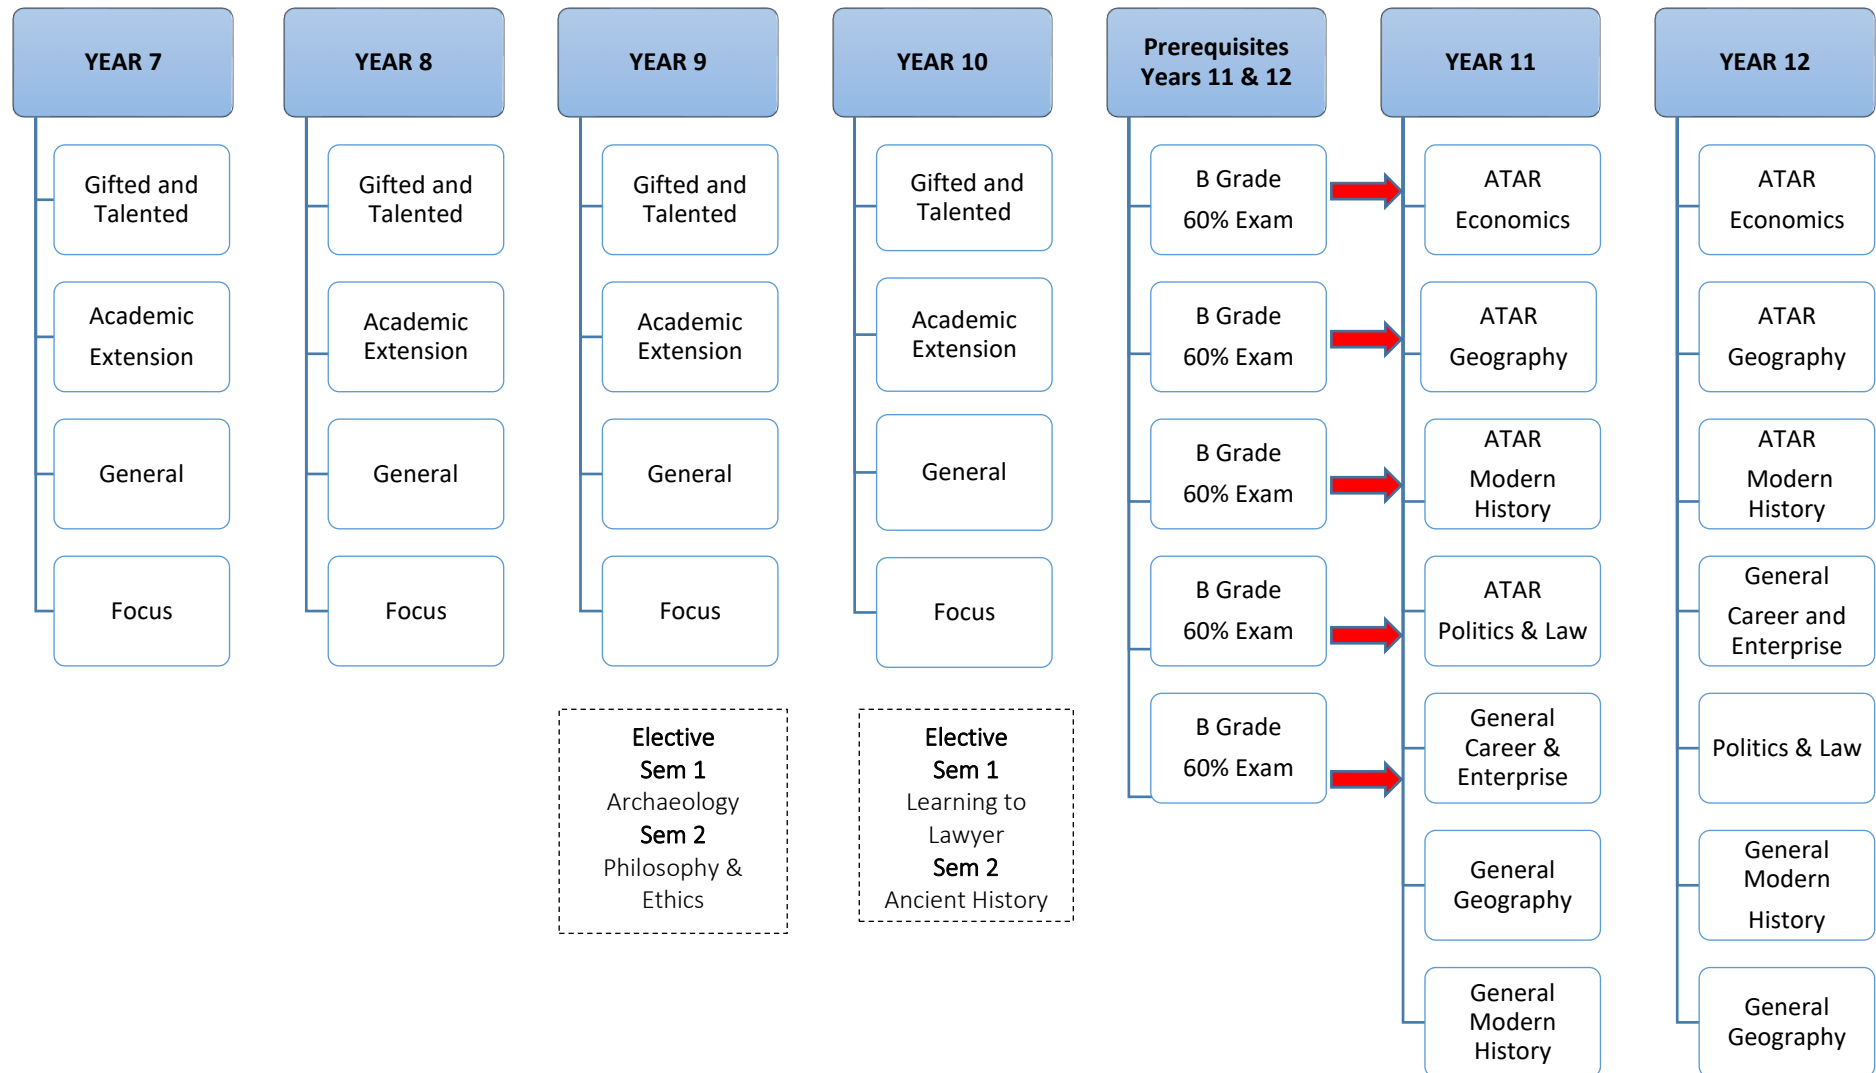 YEAR 7
Gifted and
Talented
Academic
Extension
General
Focus
YEAR 8
Gifted and
Talented
Academic
Extension
General
Focus
YEAR 9
Gifted and
Talented
Academic
Extension
General
Focus
Elective
Sem 1
Archaeology
Sem 2
Philosophy &
Ethics
YEAR 10
Gifted and
Talented
Academic
Extension
General
Focus
Elective
Sem 1
Learning to
Lawyer
Sem 2
Ancient History
Prerequisites
Years 11 & 12
B Grade
60% Exam
B Grade
60% Exam
B Grade
60% Exam
B Grade
60% Exam
B Grade
60% Exam
YEAR 11
ATAR
Economics
ATAR
Geography
ATAR
Modern
History
ATAR
Politics & Law
General
Career &
Enterprise
General
Geography
General
Modern
History
YEAR 12
ATAR
Economics
ATAR
Geography
ATAR
Modern
History
General
Career and
Enterprise
Politics & Law
General
Modern
History
General
Geography